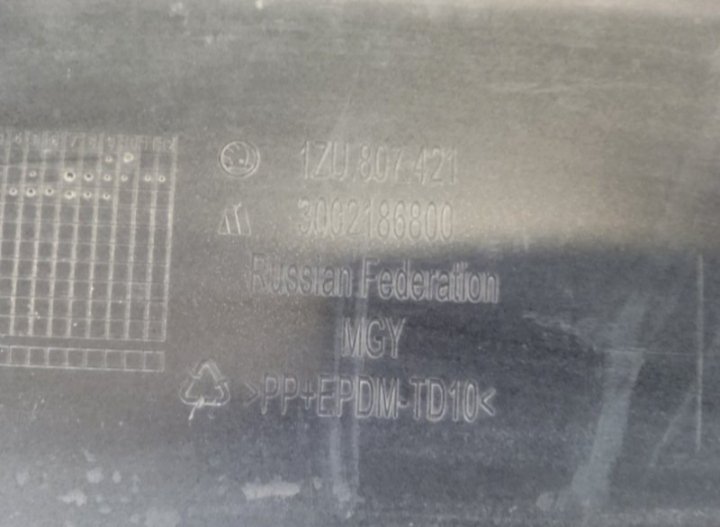 1ZU.807.421
3002186800
Russian Federation
MGY
>PP+EPDM-TD10<